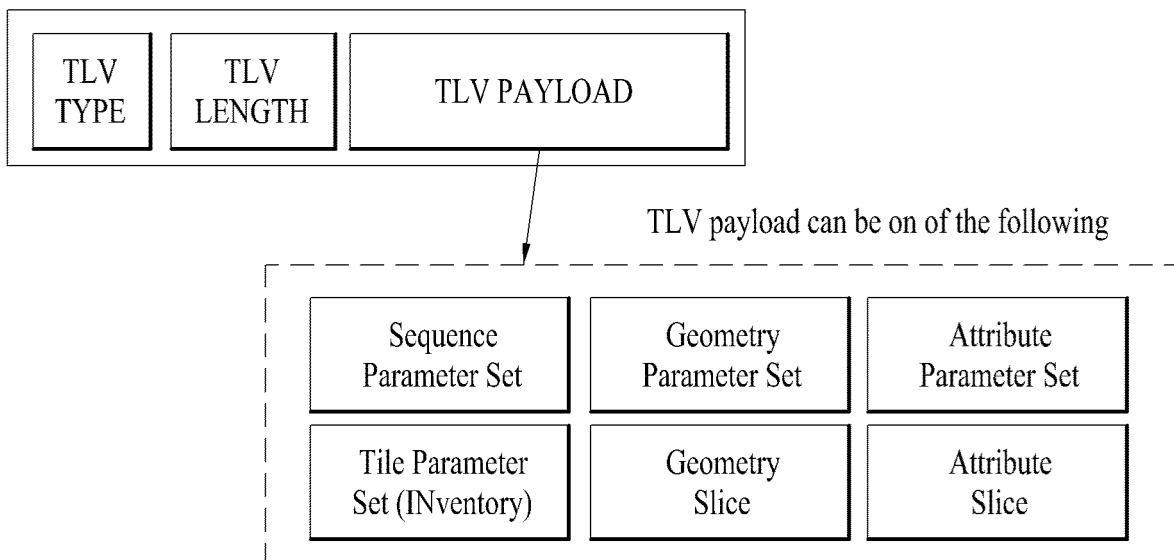 TLV
TYPE
TLV
LENGTH
TLV PAYLOAD
TLV payload can be on of the following
Sequence
Parameter Set
Geometry
Parameter Set
Attribute
Parameter Set
Tile Parameter
Set (INventory)
Geometry
Slice
Attribute
Slice